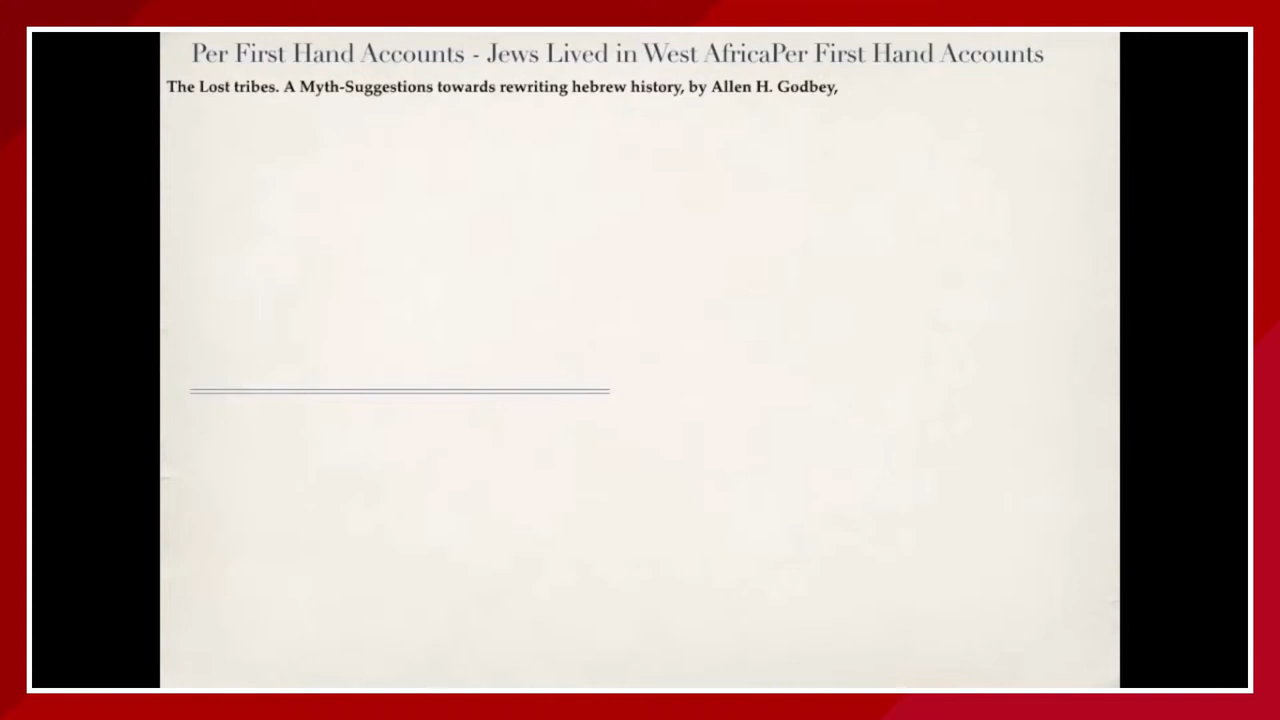 Per First Hand Accounts - Jews Lived in West AfricaPer First Hand Accounts
The Lost tribes. A Myth-Suggestions towards rewriting hebrew history, by Allen H. Godbey,